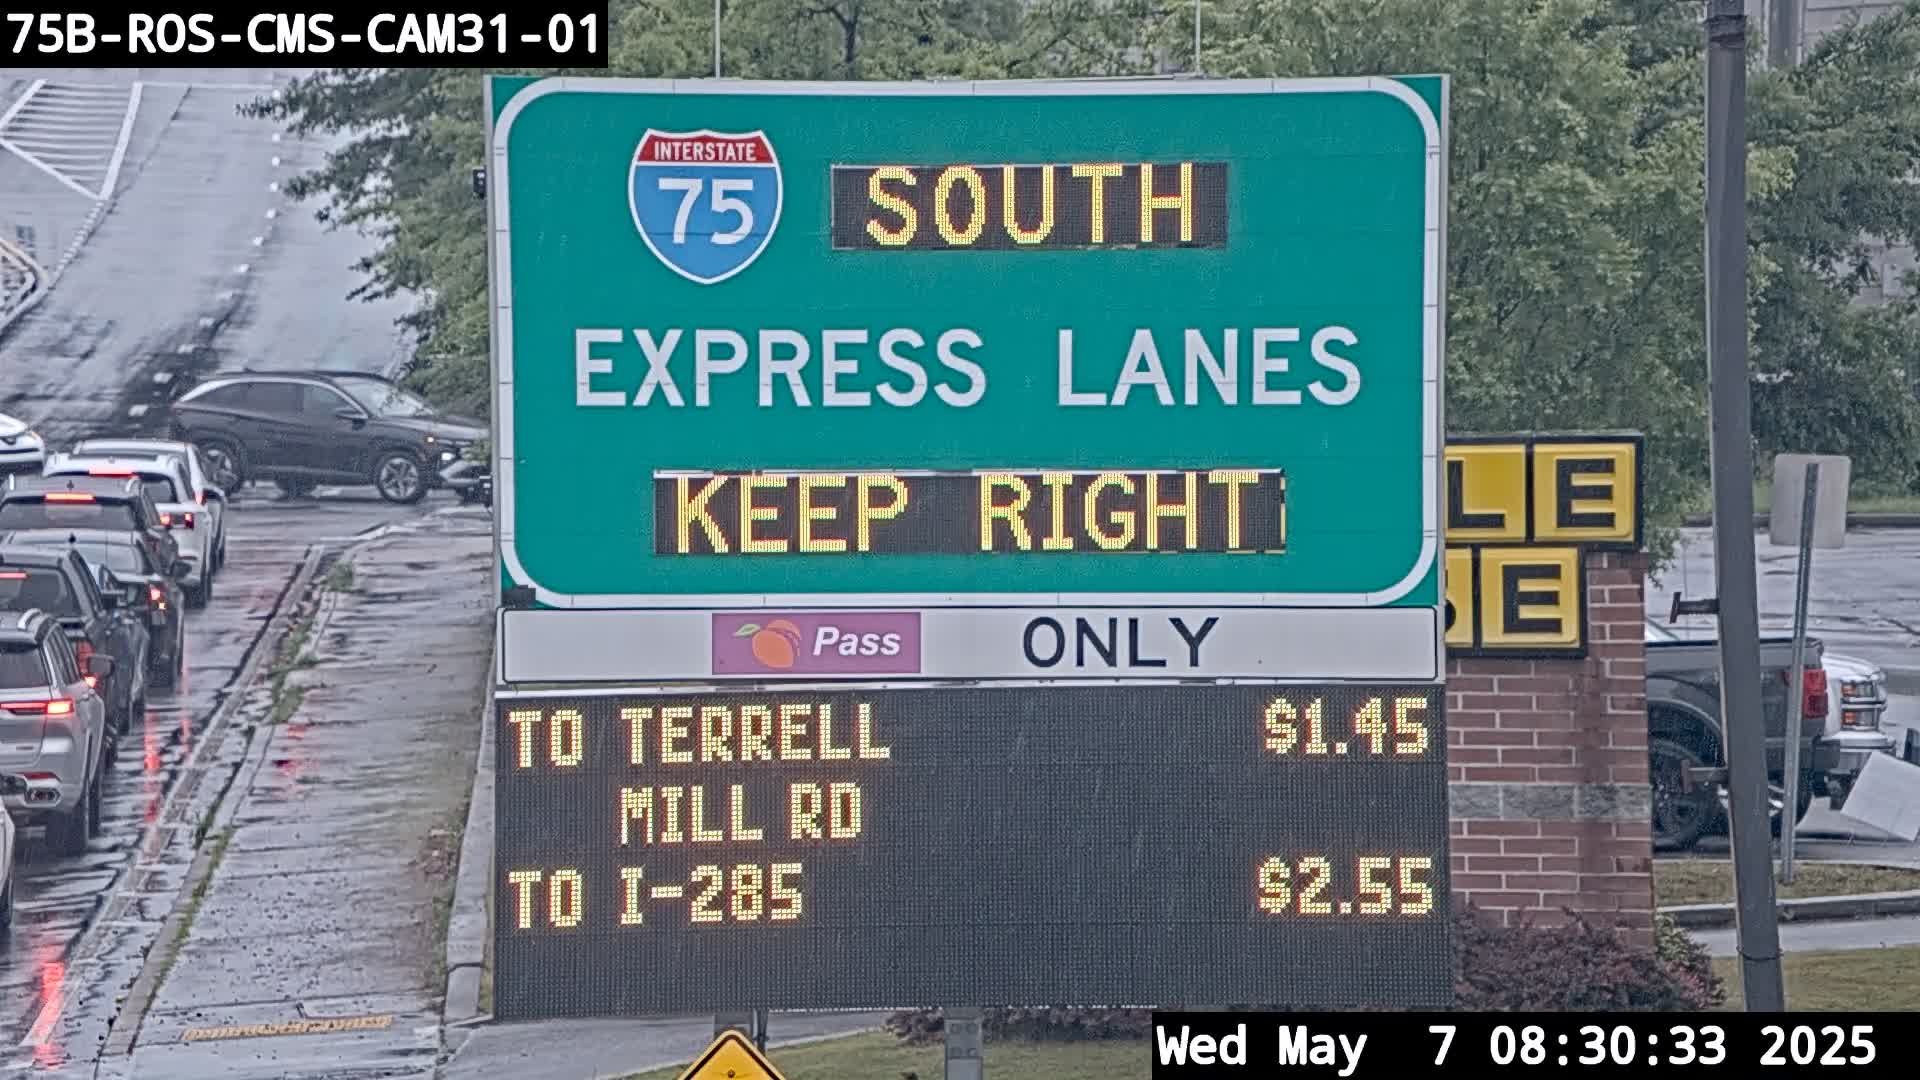 75B-ROS-CMS-CAM31-01
INTERSTATE
75
SOUTH
EXPRESS LANES
KEEP RIGHT
Pass ONLY
TO TERRELL $1.45
MILL RD
TO I-285 $2.55
LE
E
Wed May 7 08:30:33 2025